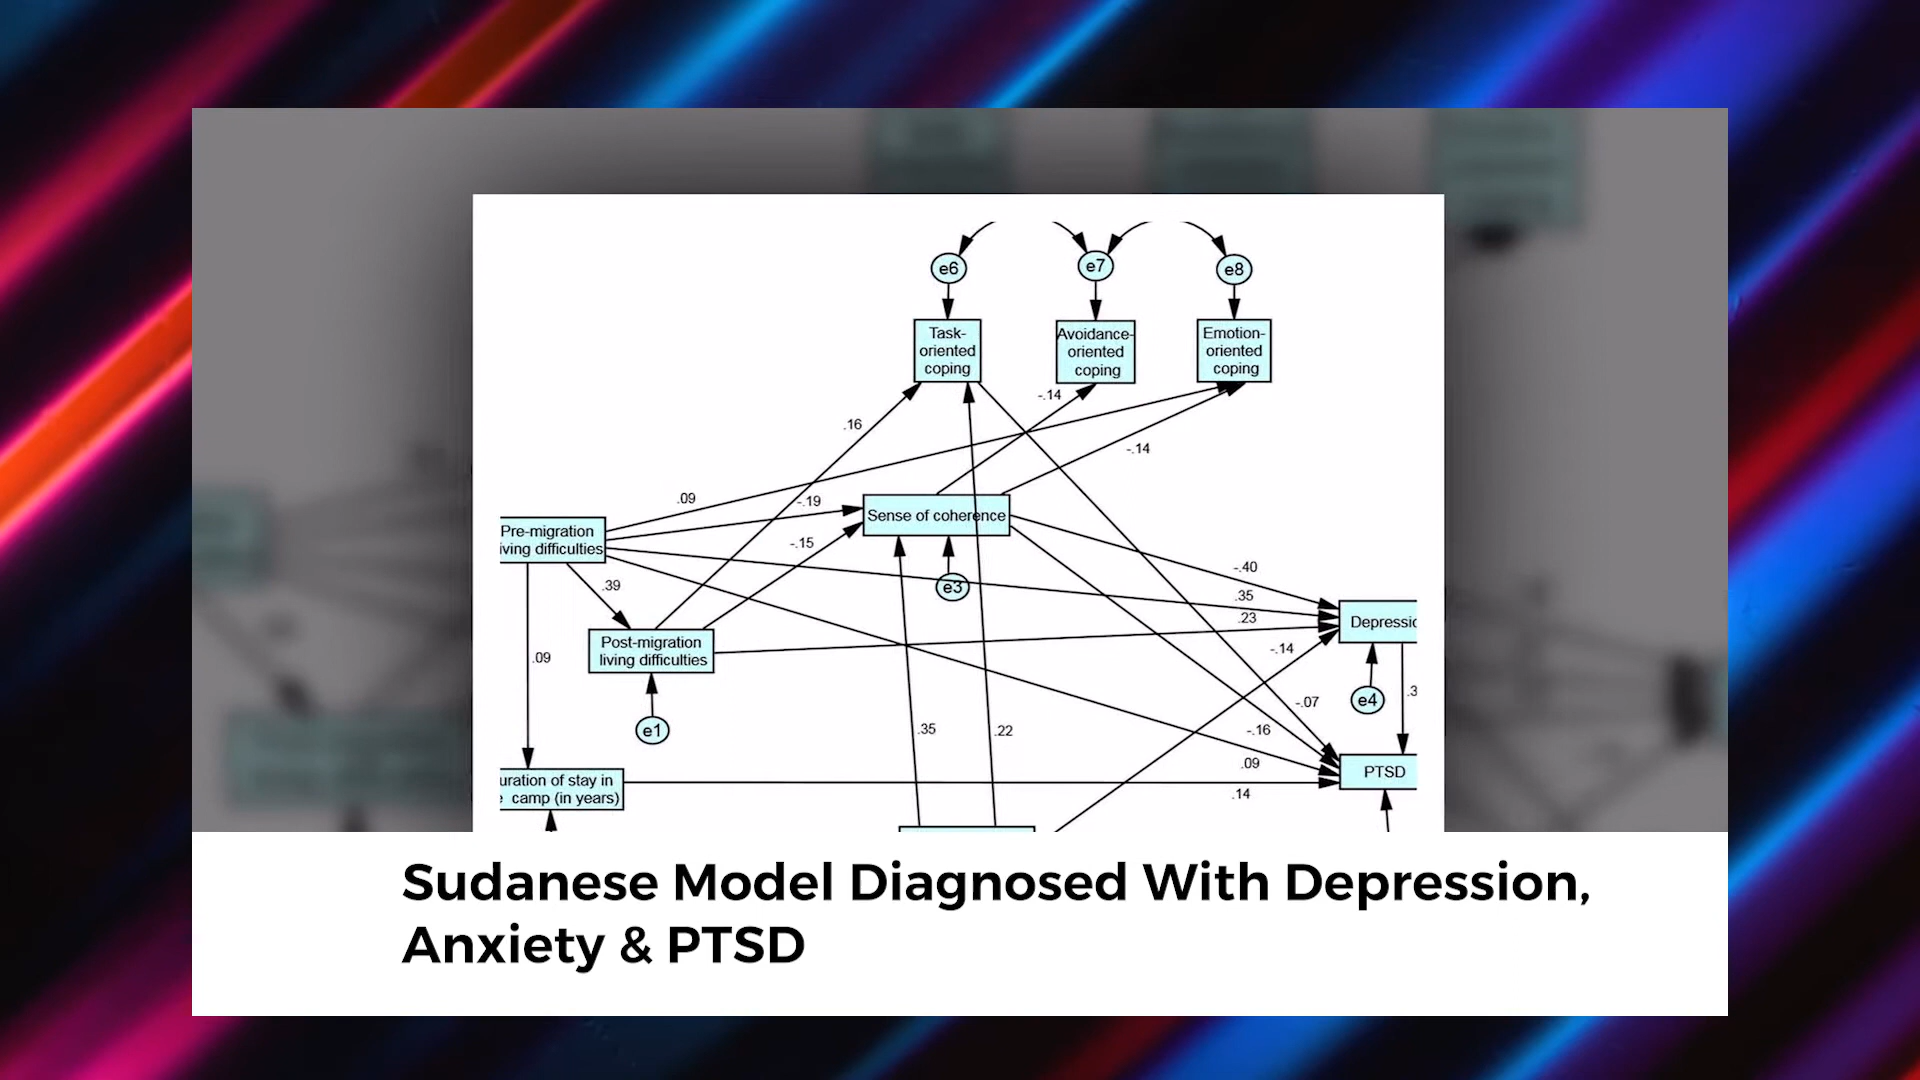 e6
e7
e8
Task-
oriented
coping
Avoidance-
oriented
coping
Emotion-
oriented
coping
-.14
.16
-.14
.09
-.19
Sense of coherence
Pre-migration
iving difficulties
-.15
-.40
.39
e3
.35
.23
Depressic
Post-migration
living difficulties
.09
-.14
e4
.3
-.07
e1
.35
.22
-.16
.09
PTSD
uration of stay in
camp (in years)
.14
Sudanese Model Diagnosed With Depression,
Anxiety & PTSD